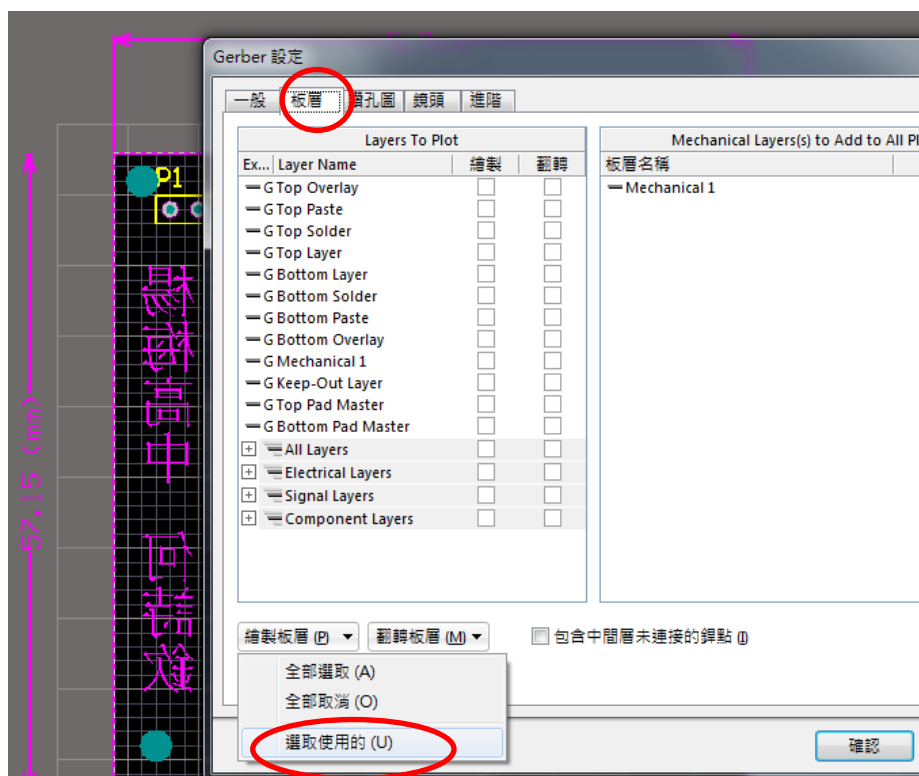 Gerber 設定
一般 板層 鑽孔圖 鏡頭 進階
Layers To Plot
Ex... Layer Name 繪製 翻轉
G Top Overlay
G Top Paste
G Top Solder
G Top Layer
G Bottom Layer
G Bottom Solder
G Bottom Paste
G Bottom Overlay
G Mechanical 1
G Keep-Out Layer
G Top Pad Master
G Bottom Pad Master
All Layers
Electrical Layers
Signal Layers
Component Layers
Mechanical Layers(s) to Add to All Pl
板層名稱
Mechanical 1
繪製板層 (P) 翻轉板層 (M) 包含中間層未連接的銲點 (I)
全部選取 (A)
全部取消 (O)
選取使用的 (U)
確認
P1
57.15 (mm)
高中